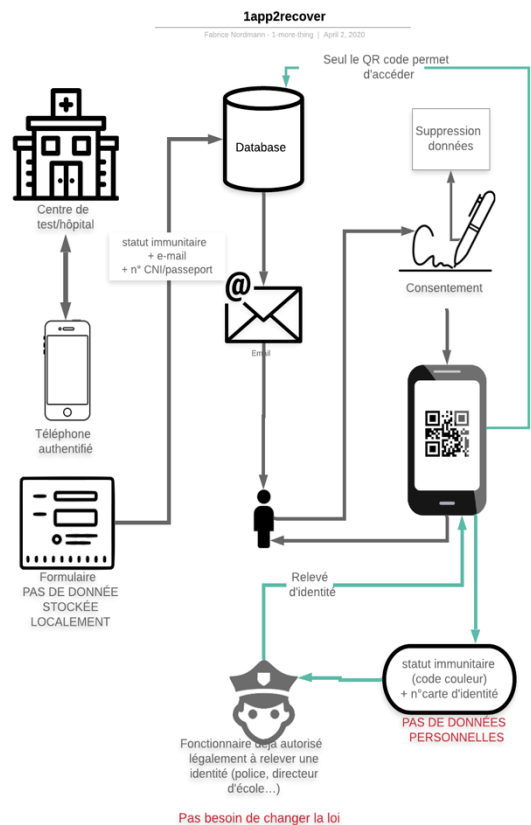 1app2recover
Fabrice Nordmann - 1-more-thing | April 2, 2020
Seul le QR code permet
d'accéder
Database
Suppression
données
Centre de
test/hôpital
statut immunitaire
+ e-mail
+ n° CNI/passeport
Consentement
@
Email
Téléphone
authentifié
Formulaire
PAS DE DONNÉE
STOCKÉE
LOCALEMENT
Relevé
d'identité
statut immunitaire
(code couleur)
+ n°carte d'identité
PAS DE DONNÉES
PERSONNELLES
Fonctionnaire déjà autorisé
légalement à relever une
identité (police, directeur
d'école…)
Pas besoin de changer la loi